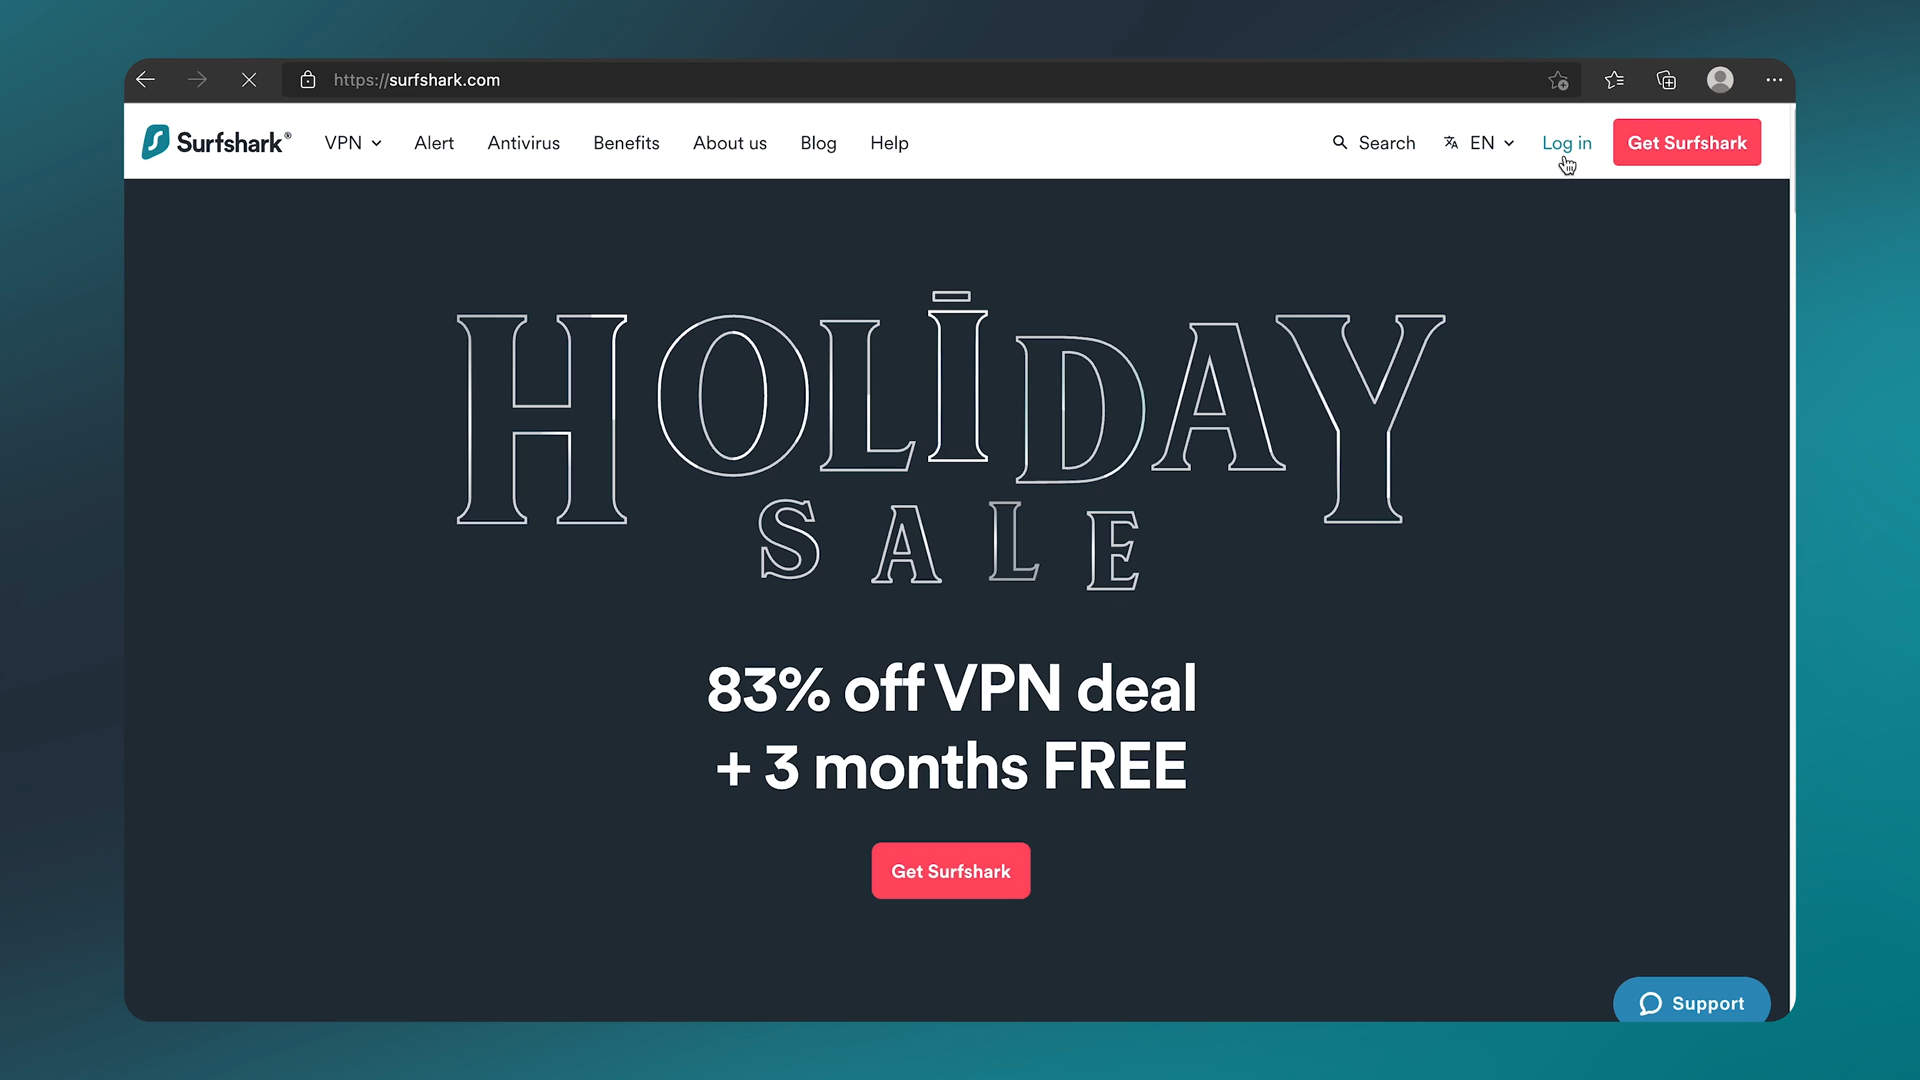 https://surfshark.com
Surfshark® VPN Alert Antivirus Benefits About us Blog Help Search EN Log in Get Surfshark
HOLIDAY
SALE
83% off VPN deal
+ 3 months FREE
Get Surfshark
Support